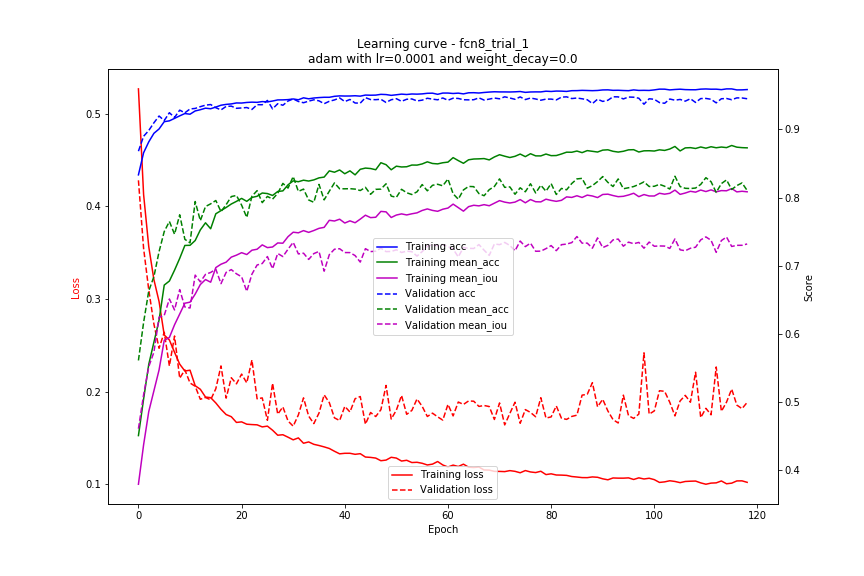 Learning curve - fcn8_trial_1
adam with lr=0.0001 and weight_decay=0.0
0.5
0.4
0.3
0.2
0.1
Loss
0.9
0.8
0.7
0.6
0.5
0.4
Score
Training acc
Training mean_acc
Training mean_iou
Validation acc
Validation mean_acc
Validation mean_iou
Training loss
Validation loss
0 20 40 60 80 100 120
Epoch